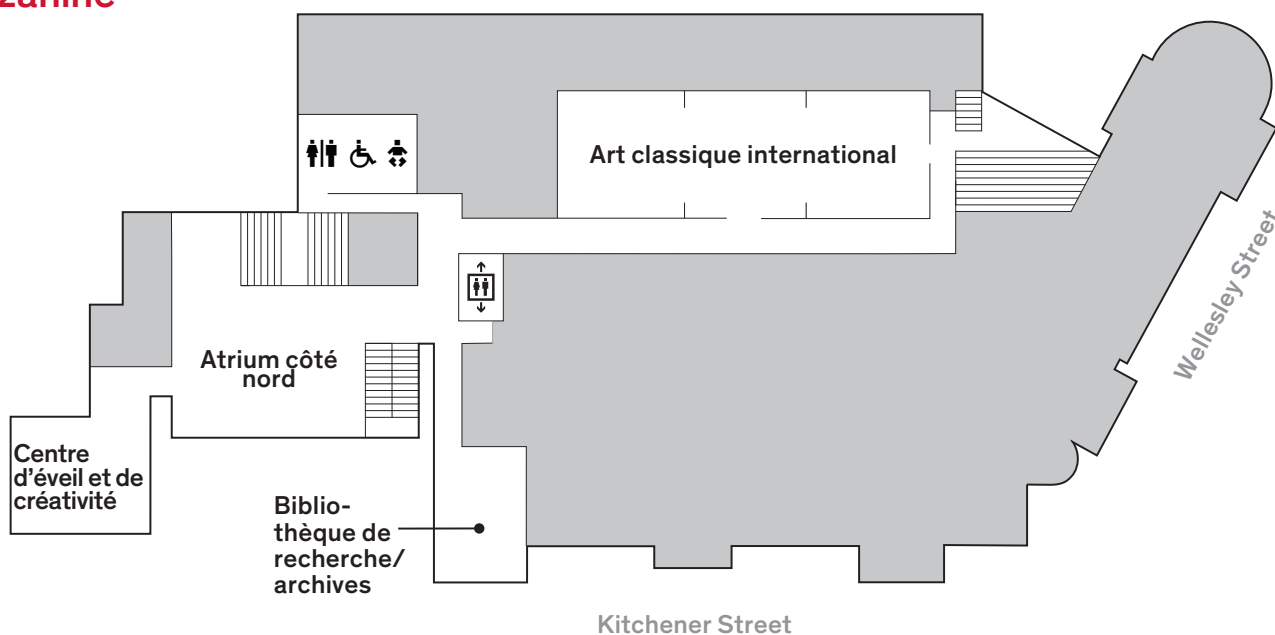 zanine
Art classique international
Wellesley Street
Atrium côté
nord
Centre
d'éveil et de
créativité
Biblio-
thèque de
recherche/
archives
Kitchener Street